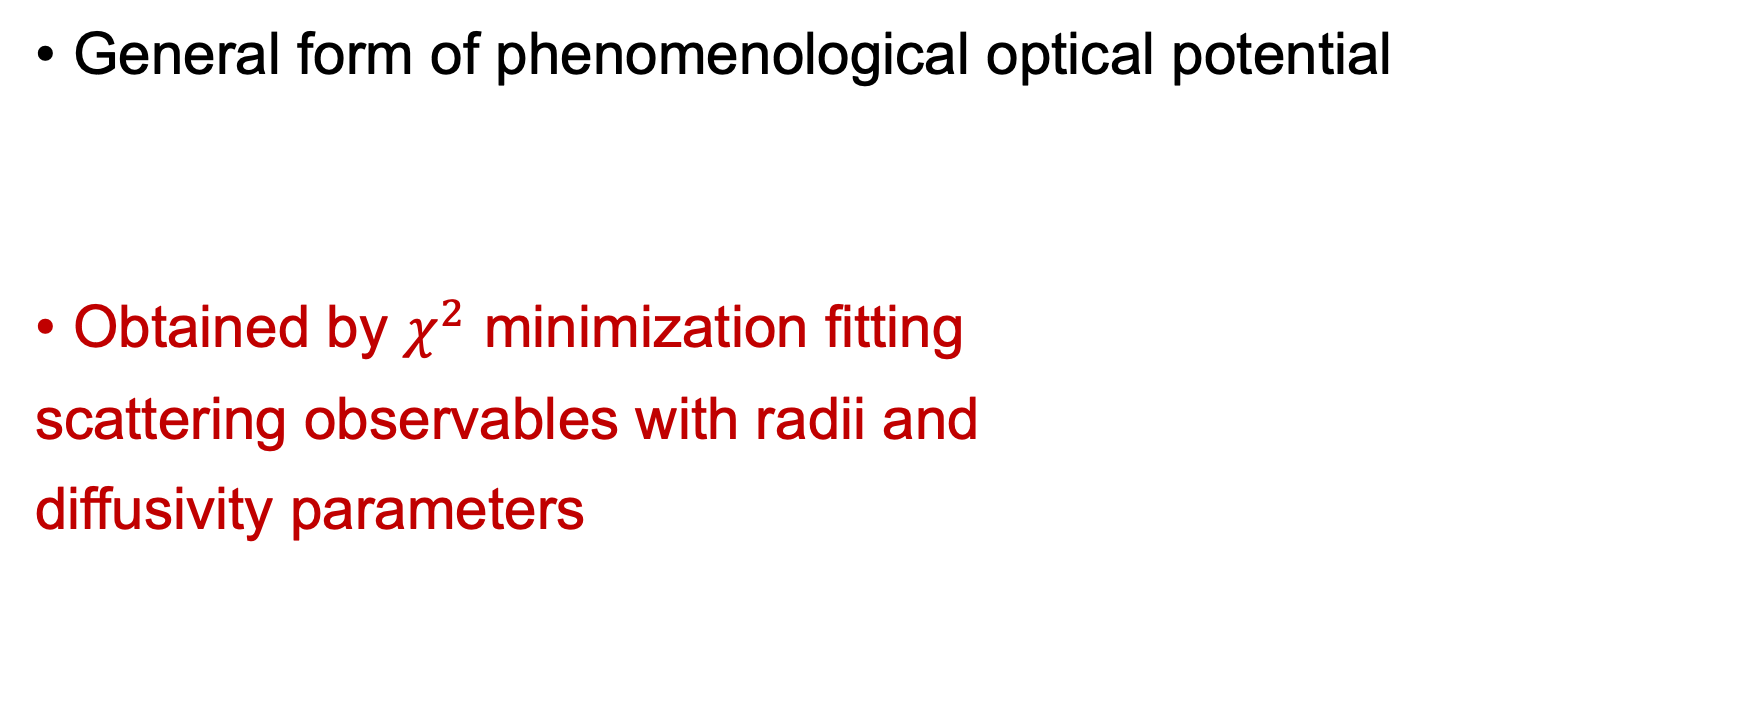 • General form of phenomenological optical potential
• Obtained by χ² minimization fitting
scattering observables with radii and
diffusivity parameters